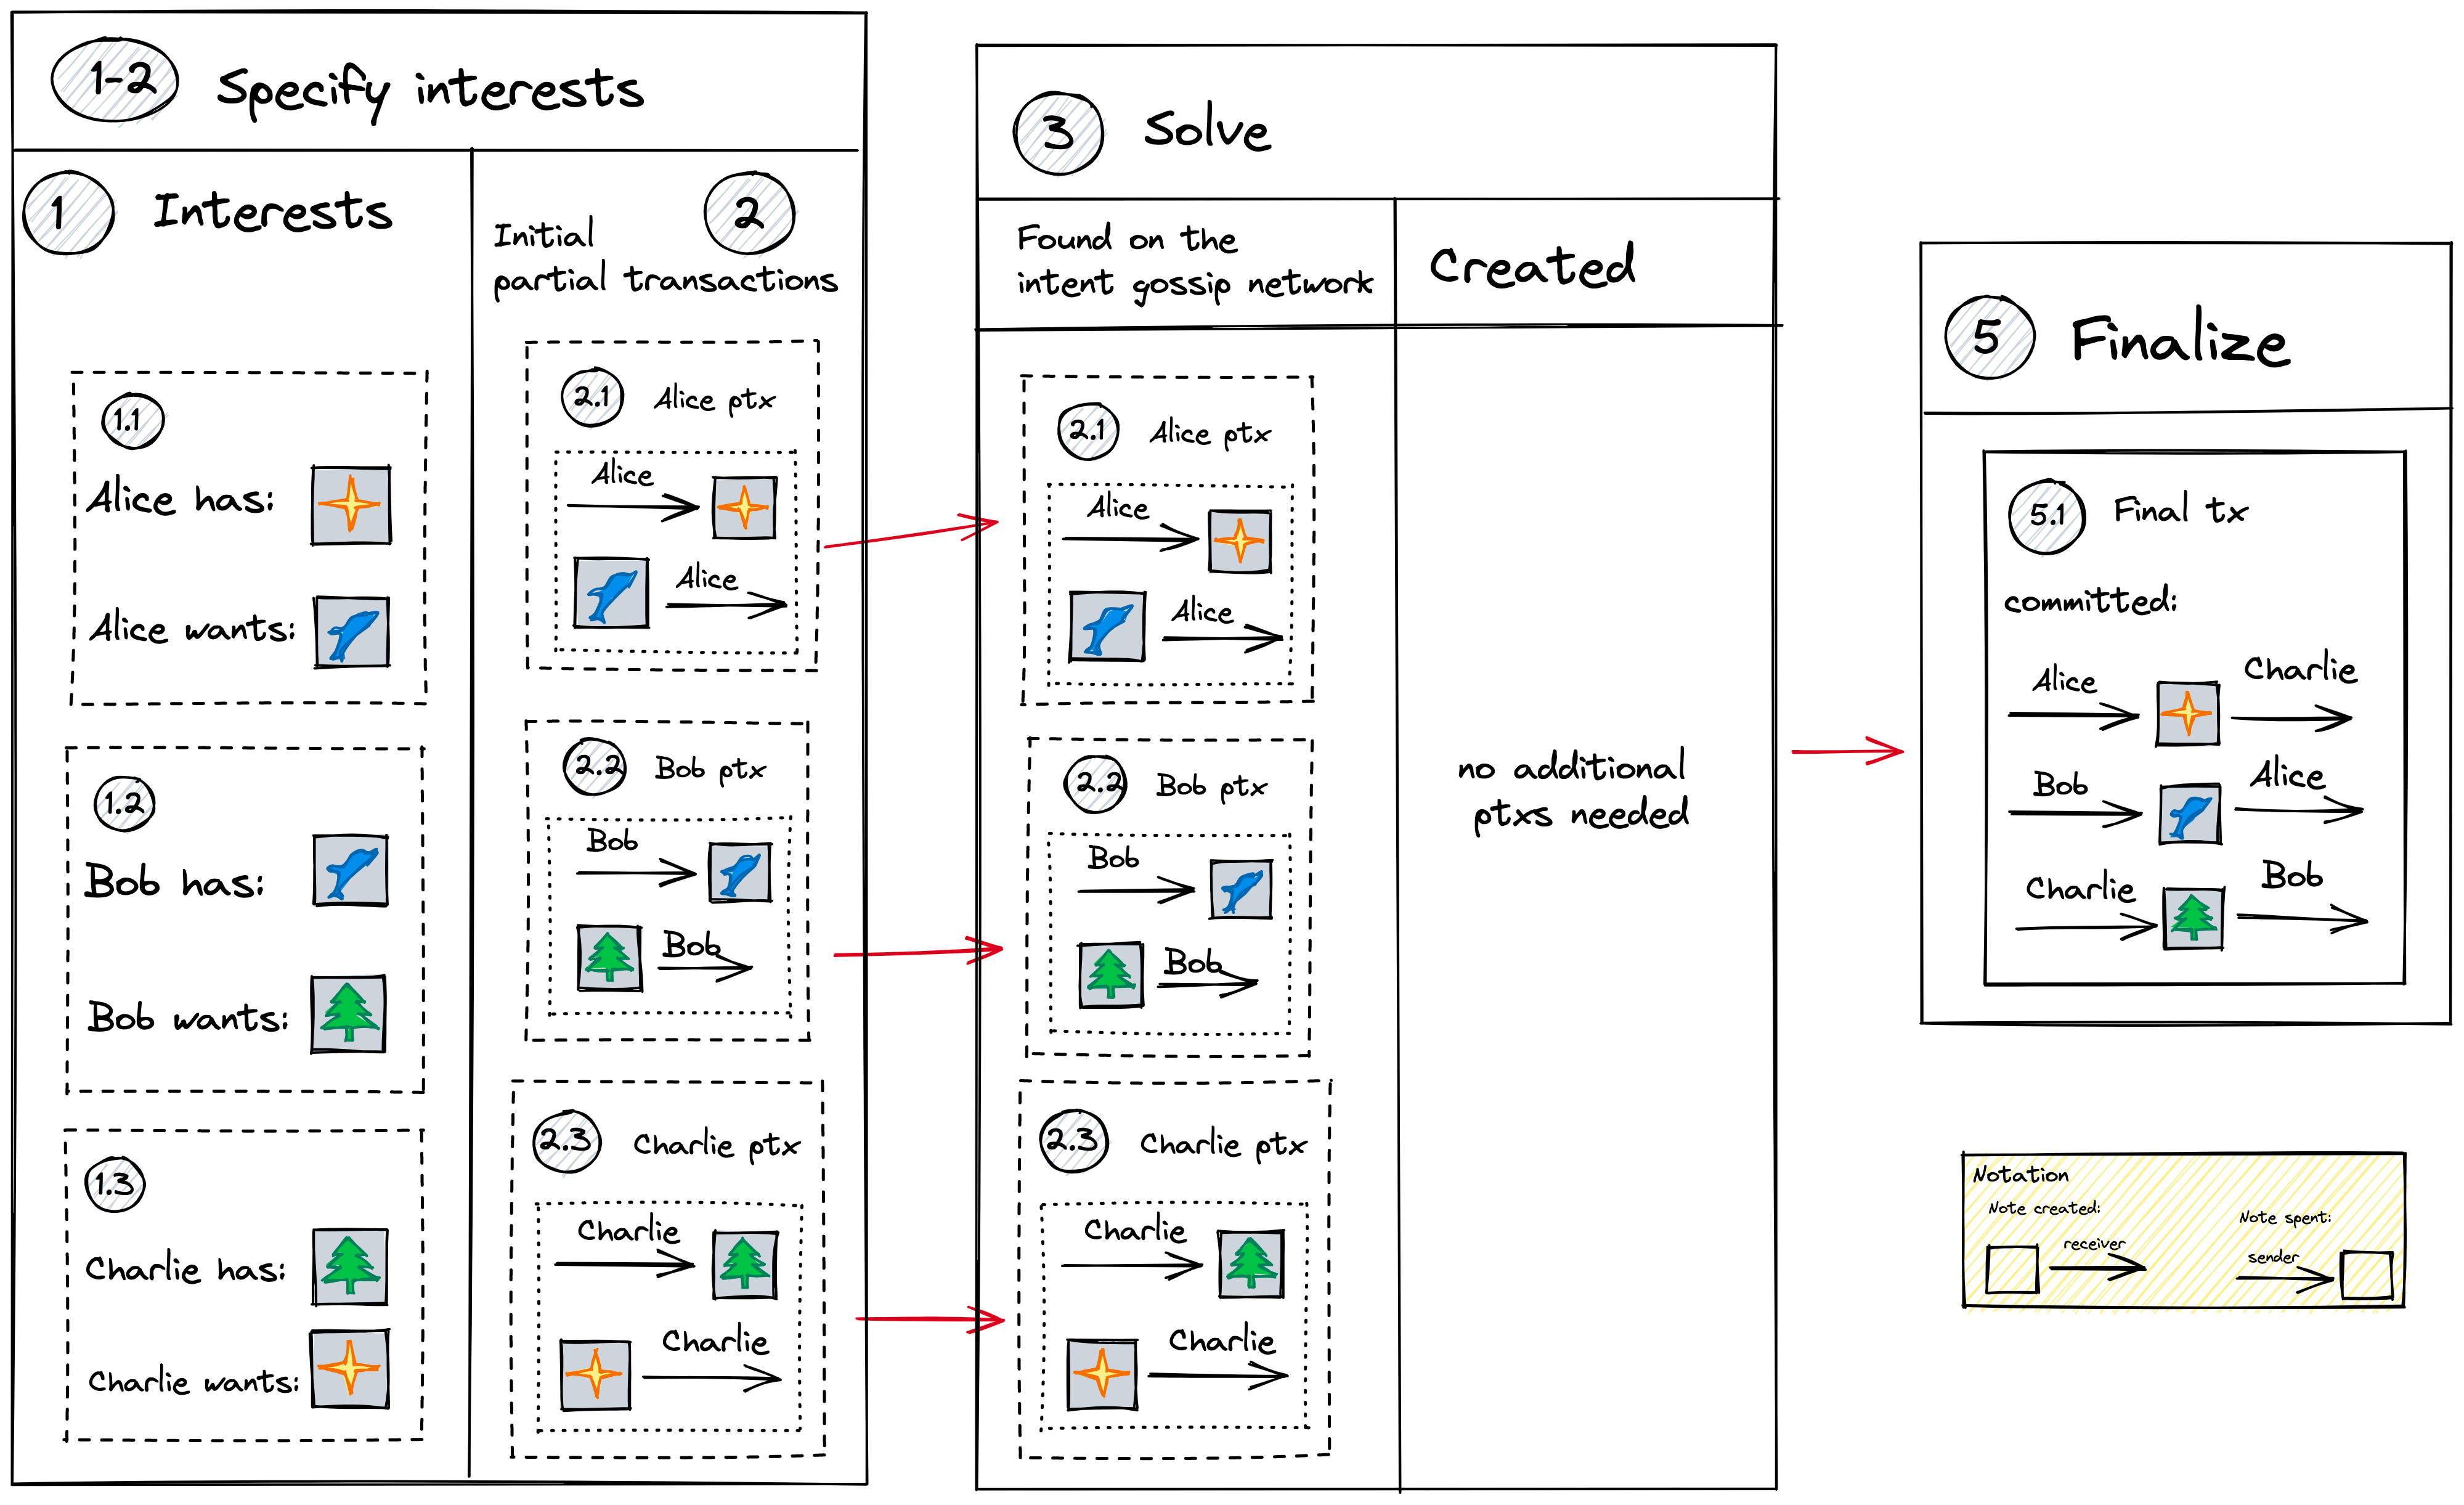 1-2
Specify interests
1
Interests
1.1
Alice has:
Alice wants:
1.2
Bob has:
Bob wants:
1.3
Charlie has:
Charlie wants:
2
Initial
partial transactions
2.1
Alice ptx
Alice
Alice
2.2
Bob ptx
Bob
Bob
2.3
Charlie ptx
Charlie
Charlie
3
Solve
Found on the
intent gossip network
2.1
Alice ptx
Alice
Alice
2.2
Bob ptx
Bob
Bob
2.3
Charlie ptx
Charlie
Charlie
Created
no additional
ptxs needed
5
Finalize
5.1
Final tx
committed:
Alice
Charlie
Bob
Alice
Charlie
Bob
Notation
Note created:
receiver
Note spent:
sender